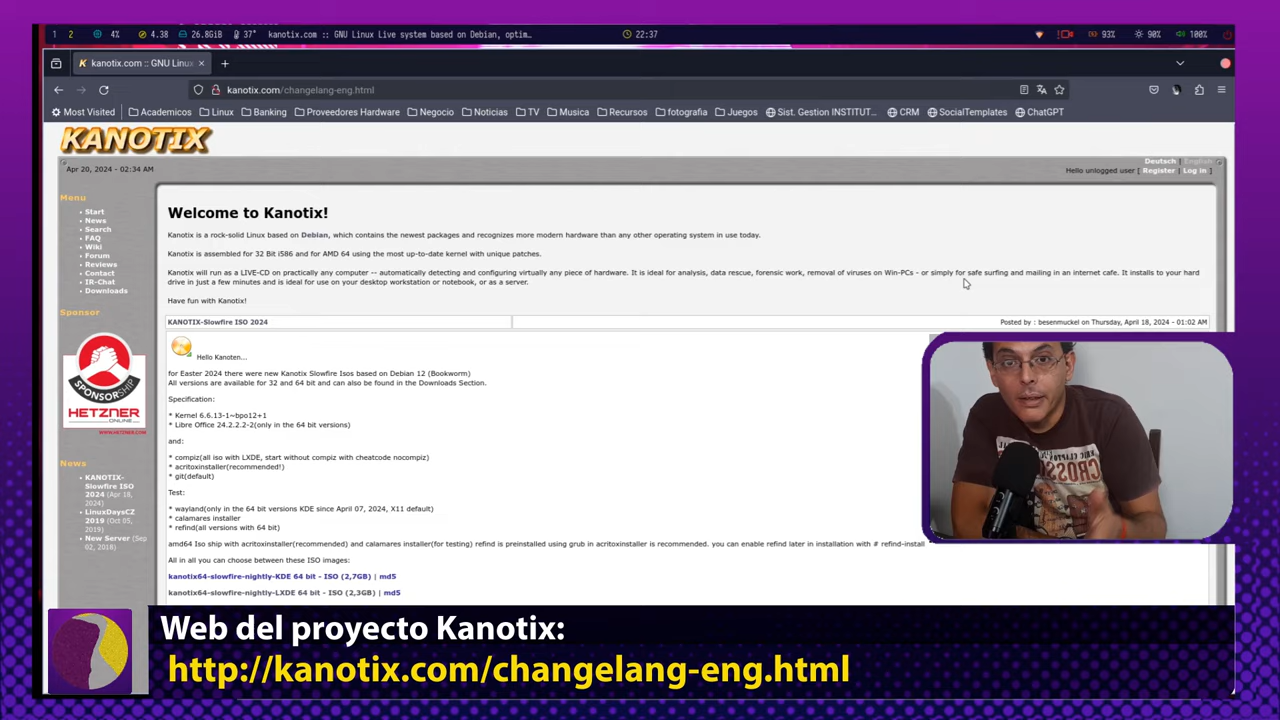 1 2 4% 4.38 26.8GiB 37° kanotix.com :: GNU Linux Live system based on Debian, optim… 22:37 93% 90% 100%
kanotix.com :: GNU Linux
kanotix.com/changelang-eng.html
Most Visited Academicos Linux Banking Proveedores Hardware Negocio Noticias TV Musica Recursos fotografia Juegos Sist. Gestion INSTITUT… CRM SocialTemplates ChatGPT
KANOTIX
Apr 20, 2024 - 02:34 AM
Deutsch | English
Hello unlogged user [ Register | Log in ]
Menu
• Start
• News
• Search
• FAQ
• Wiki
• Forum
• Reviews
• Contact
• IR-Chat
• Downloads
Sponsor
SPONSORSHIP
HETZNER
ONLINE
WWW.HETZNER.COM
News
• KANOTIX-
Slowfire ISO
2024 (Apr 18,
2024)
• LinuxDaysCZ
2019 (Oct 05,
2019)
• New Server (Sep
02, 2018)
Welcome to Kanotix!
Kanotix is a rock-solid Linux based on Debian, which contains the newest packages and recognizes more modern hardware than any other operating system in use today.
Kanotix is assembled for 32 Bit i586 and for AMD 64 using the most up-to-date kernel with unique patches.
Kanotix will run as a LIVE-CD on practically any computer -- automatically detecting and configuring virtually any piece of hardware. It is ideal for analysis, data rescue, forensic work, removal of viruses on Win-PCs - or simply for safe surfing and mailing in an internet cafe. It installs to your hard
drive in just a few minutes and is ideal for use on your desktop workstation or notebook, or as a server.
Have fun with Kanotix!
KANOTIX-Slowfire ISO 2024 Posted by : besenmuckel on Thursday, April 18, 2024 - 01:02 AM
Hello Kanoten...
for Easter 2024 there were new Kanotix Slowfire Isos based on Debian 12 (Bookworm)
All versions are available for 32 and 64 bit and can also be found in the Downloads Section.
Specification:
* Kernel 6.6.13-1~bpo12+1
* Libre Office 24.2.2.2-2(only in the 64 bit versions)
and:
* compiz(all iso with LXDE, start without compiz with cheatcode nocompiz)
* acritoxinstaller(recommended!)
* git(default)
Test:
* wayland(only in the 64 bit versions KDE since April 07, 2024, X11 default)
* calamares installer
* refind(all versions with 64 bit)
amd64 Iso ship with acritoxinstaller(recommended) and calamares installer(for testing) refind is preinstalled using grub in acritoxinstaller is recommended. you can enable refind later in installation with # refind-install
All in all you can choose between these ISO images:
kanotix64-slowfire-nightly-KDE 64 bit - ISO (2,7GB) | md5
kanotix64-slowfire-nightly-LXDE 64 bit - ISO (2,3GB) | md5
Web del proyecto Kanotix:
http://kanotix.com/changelang-eng.html